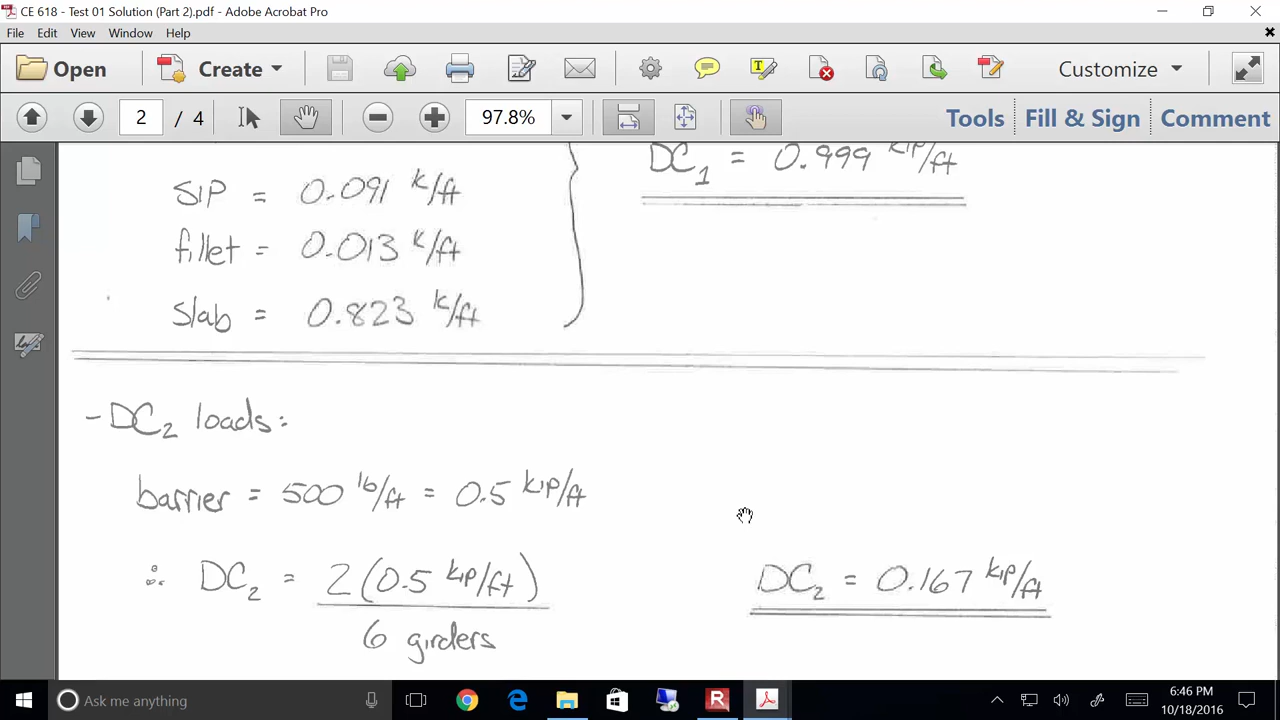 CE 618 - Test 01 Solution (Part 2).pdf - Adobe Acrobat Pro
File Edit View Window Help
Open Create Customize
2 / 4 97.8% Tools Fill & Sign Comment
DC₁ = 0.999 kip/ft
SIP = 0.091 k/ft
fillet = 0.013 k/ft
Slab = 0.823 k/ft
- DC₂ loads:
barrier = 500 lb/ft = 0.5 kip/ft
∴ DC₂ = 2(0.5 kip/ft) DC₂ = 0.167 kip/ft
6 girders
Ask me anything
6:46 PM
10/18/2016